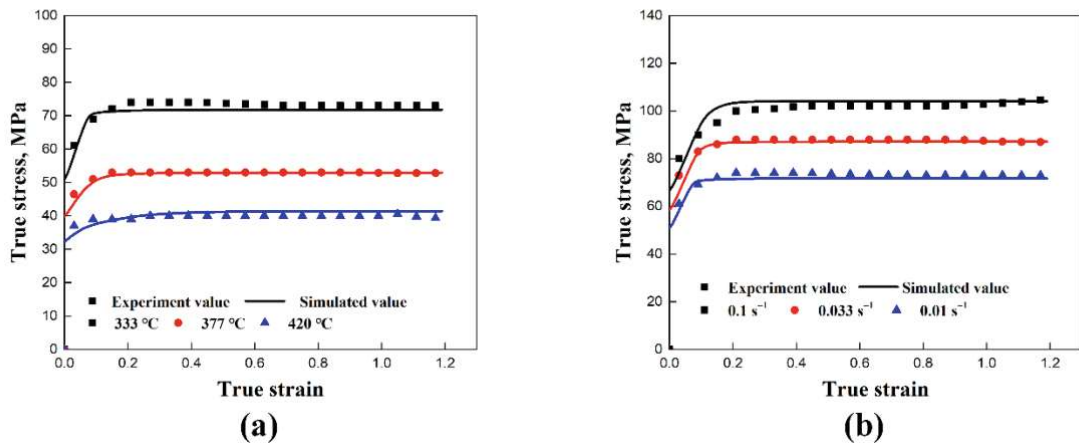 100
90
80
70
60
50
40
30
20
10
0
True stress, MPa
Experiment value Simulated value
333 °C 377 °C 420 °C
0.0 0.2 0.4 0.6 0.8 1.0 1.2
True strain
(a)
140
120
100
80
60
40
20
0
True stress, MPa
Experiment value Simulated value
0.1 s⁻¹ 0.033 s⁻¹ 0.01 s⁻¹
0.0 0.2 0.4 0.6 0.8 1.0 1.2
True strain
(b)